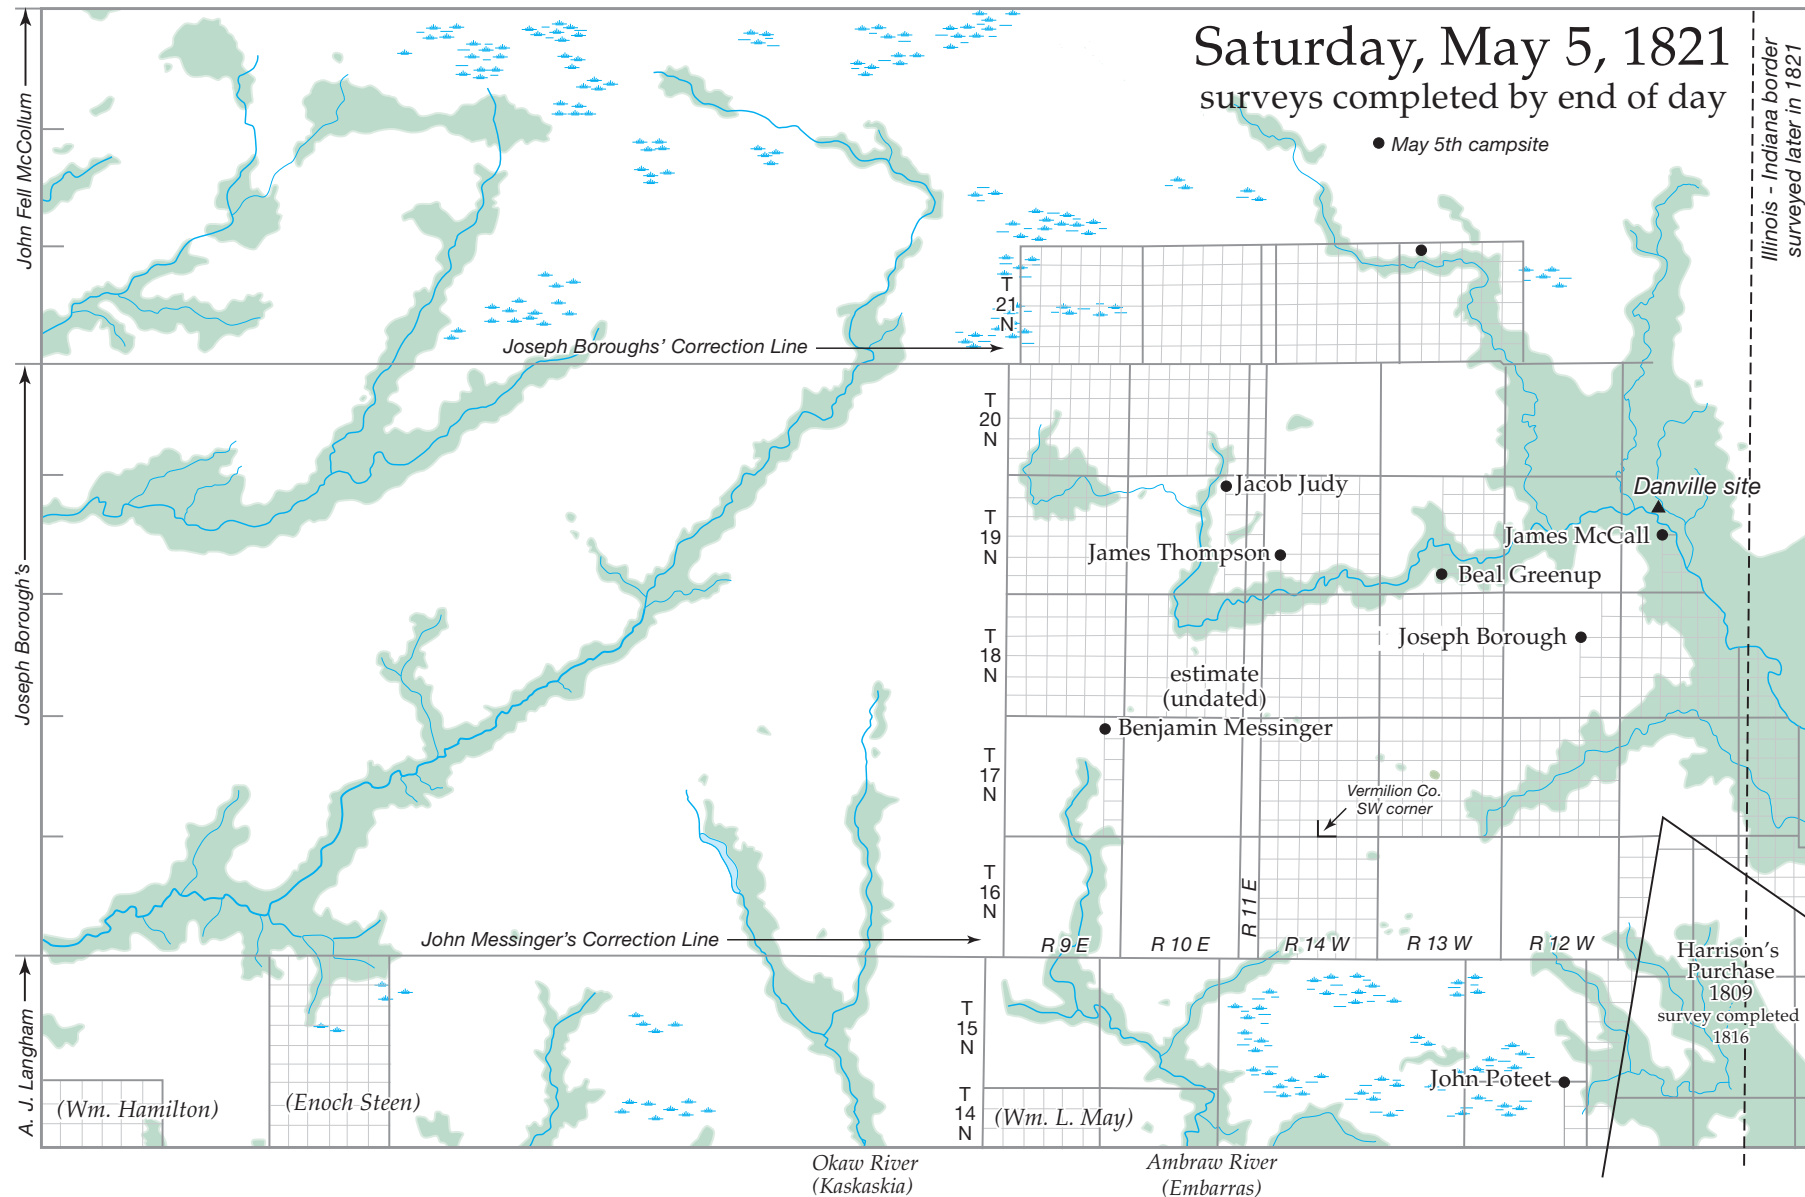 Saturday, May 5, 1821
surveys completed by end of day
May 5th campsite
Illinois - Indiana border
surveyed later in 1821
John Fell McCollum
Joseph Borough's
A. J. Langham
T
21
N
Joseph Boroughs' Correction Line
T
20
N
Jacob Judy
Danville site
T
19
N
James McCall
James Thompson
Beal Greenup
T
18
N
Joseph Borough
estimate
(undated)
Benjamin Messinger
T
17
N
Vermilion Co.
SW corner
T
16
N
R 11 E
John Messinger's Correction Line
R 9 E
R 10 E
R 14 W
R 13 W
R 12 W
Harrison's
Purchase
1809
survey completed
1816
T
15
N
John Poteet
T
14
N
(Wm. Hamilton)
(Enoch Steen)
(Wm. L. May)
Okaw River
(Kaskaskia)
Ambraw River
(Embarras)